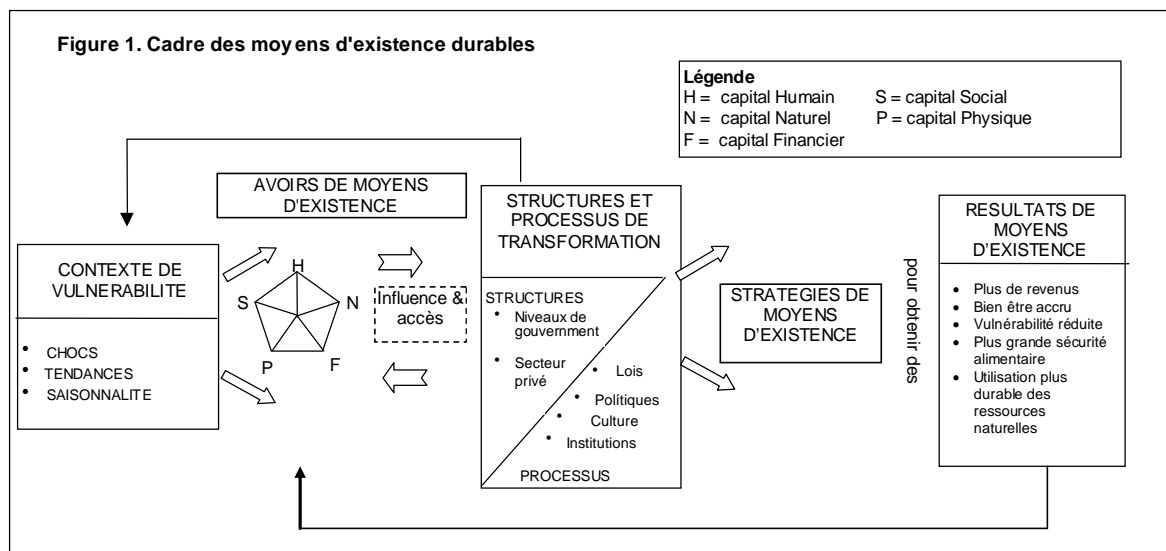 Figure 1. Cadre des moyens d'existence durables
Légende
H = capital Humain S = capital Social
N = capital Naturel P = capital Physique
F = capital Financier
AVOIRS DE MOYENS
D'EXISTENCE
STRUCTURES ET
PROCESSUS DE
TRANSFORMATION
RESULTATS DE
MOYENS
D'EXISTENCE
CONTEXTE DE
VULNERABILITE
• CHOCS
• TENDANCES
• SAISONNALITE
H
S
N
P
F
Influence &
accès
STRUCTURES
• Niveaux de
gouvernment
• Secteur
privé
• Lois
• Polítiques
• Culture
• Institutions
PROCESSUS
STRATEGIES DE
MOYENS
D'EXISTENCE
pour obtenir des
• Plus de revenus
• Bien être accru
• Vulnérabilité réduite
• Plus grande sécurité
alimentaire
• Utilisation plus
durable des
ressources
naturelles